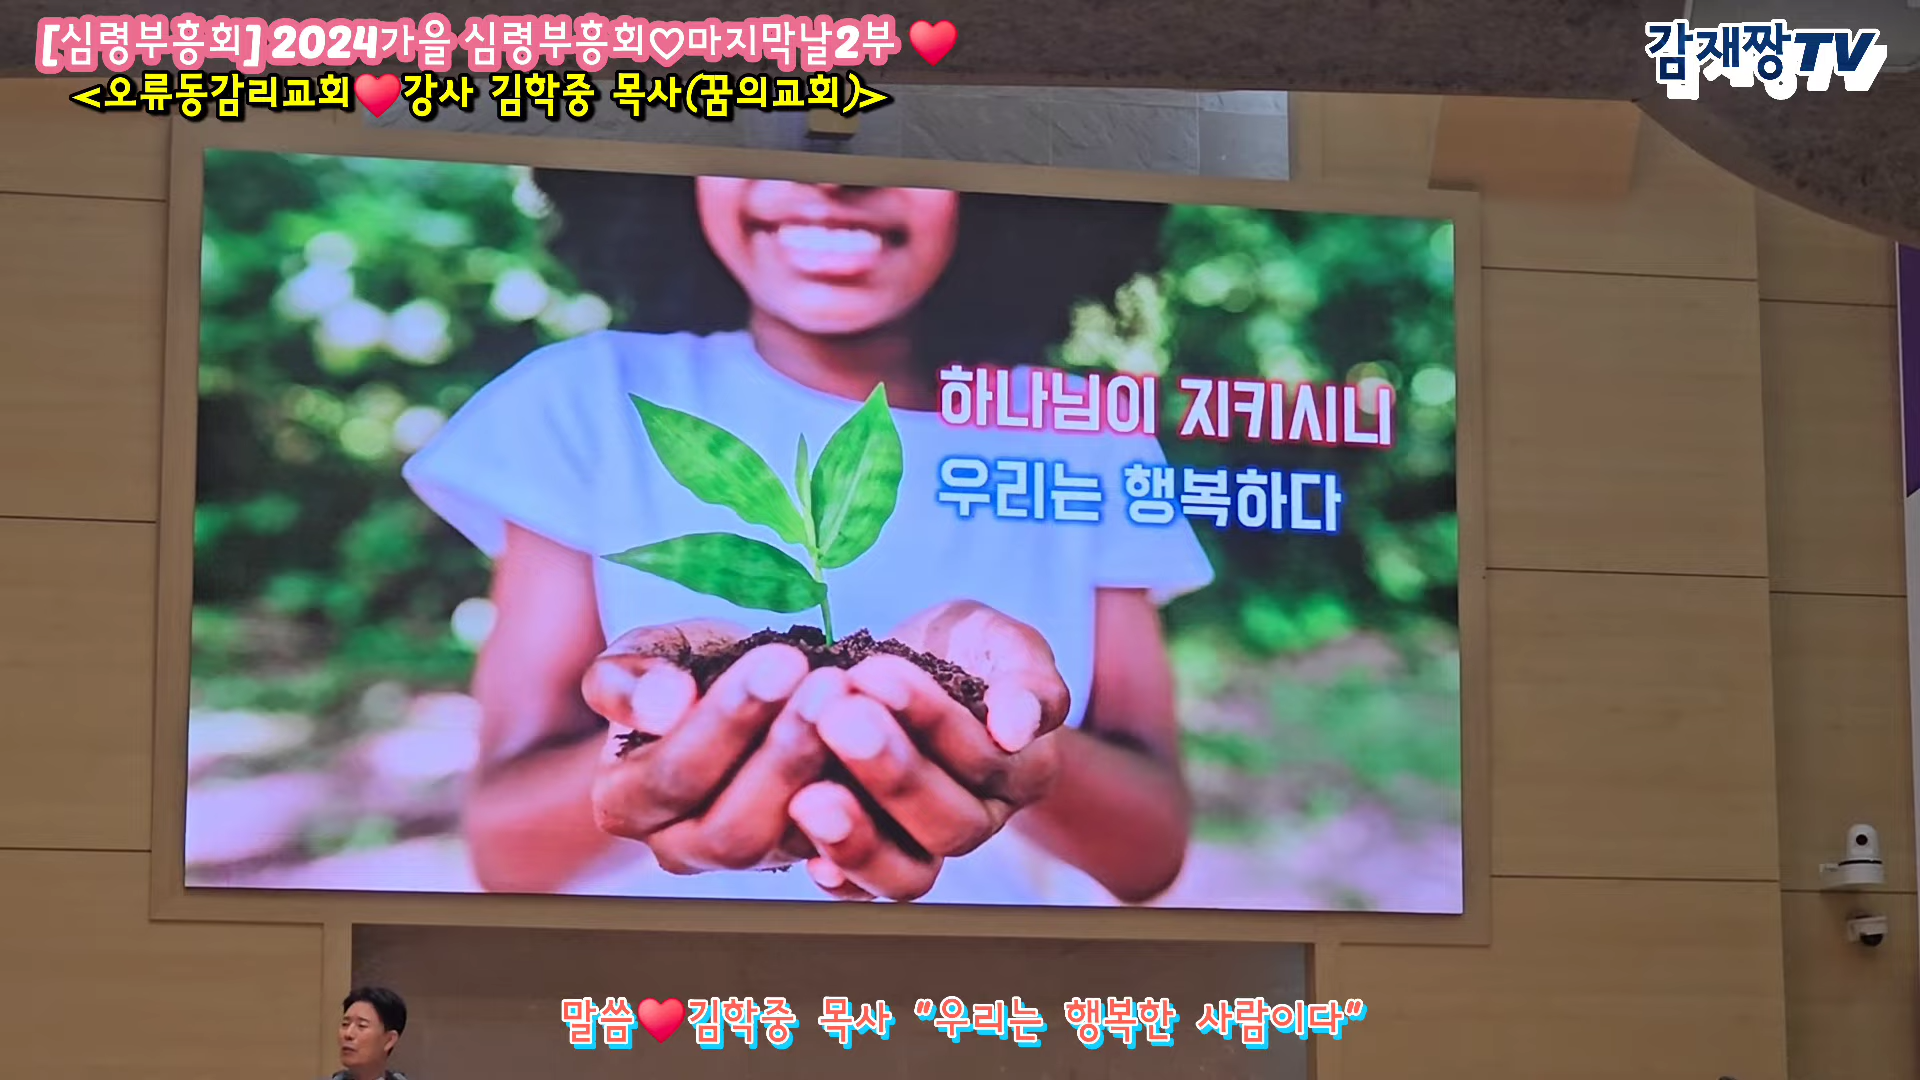 [심령부흥회] 2024가을 심령부흥회♡마지막날2부 ❤️
<오류동감리교회❤️강사 김학중 목사(꿈의교회)>
감재짱TV
하나님이 지키시니
우리는 행복하다
말씀❤️김학중 목사 "우리는 행복한 사람이다"